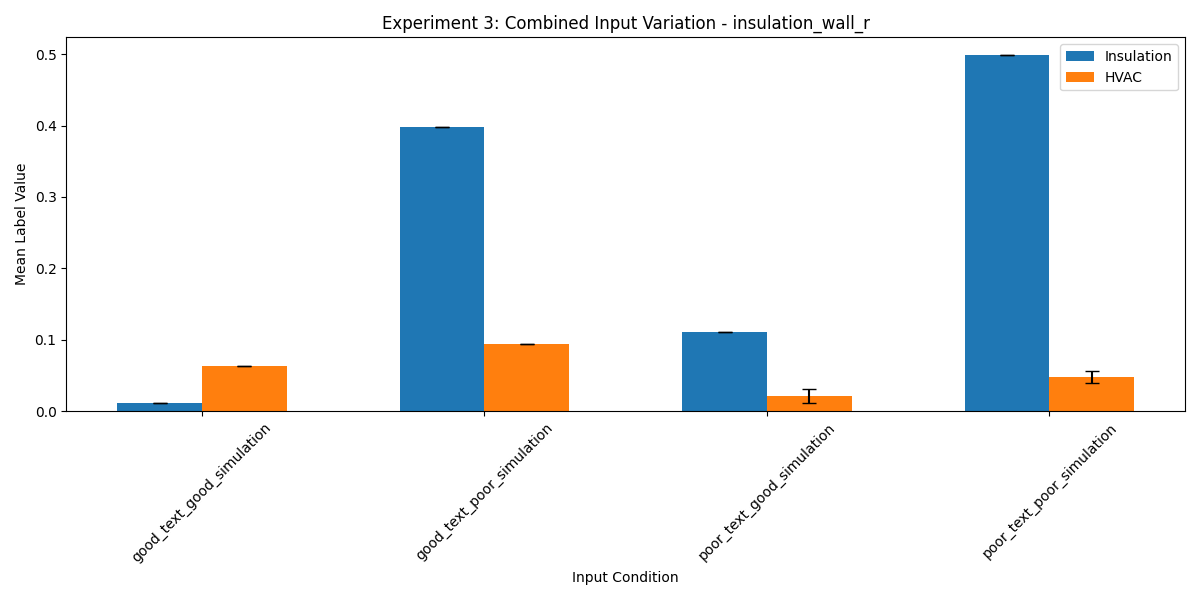 Experiment 3: Combined Input Variation - insulation_wall_r
Insulation
HVAC
Mean Label Value
0.5
0.4
0.3
0.2
0.1
0.0
good_text_good_simulation
good_text_poor_simulation
poor_text_good_simulation
poor_text_poor_simulation
Input Condition